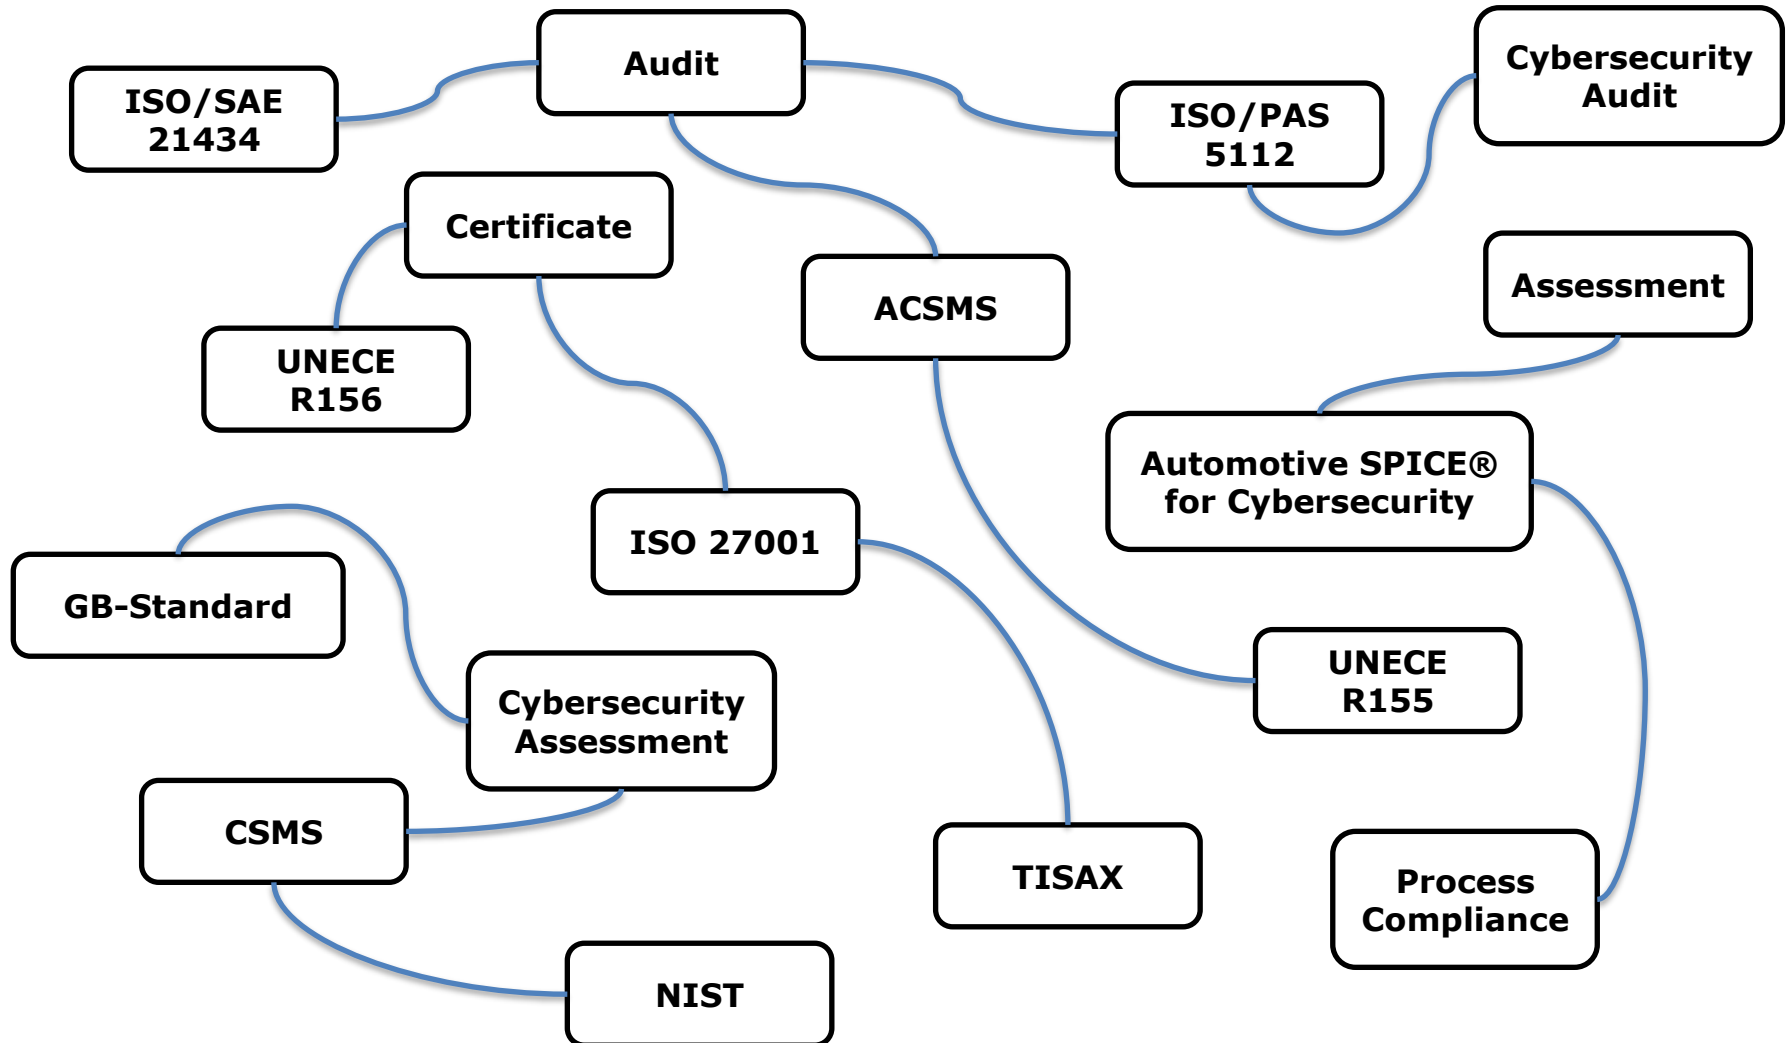 Audit
Cybersecurity
Audit
ISO/SAE
21434
ISO/PAS
5112
Certificate
ACSMS
Assessment
UNECE
R156
Automotive SPICE®
for Cybersecurity
ISO 27001
GB-Standard
UNECE
R155
Cybersecurity
Assessment
CSMS
TISAX
Process
Compliance
NIST